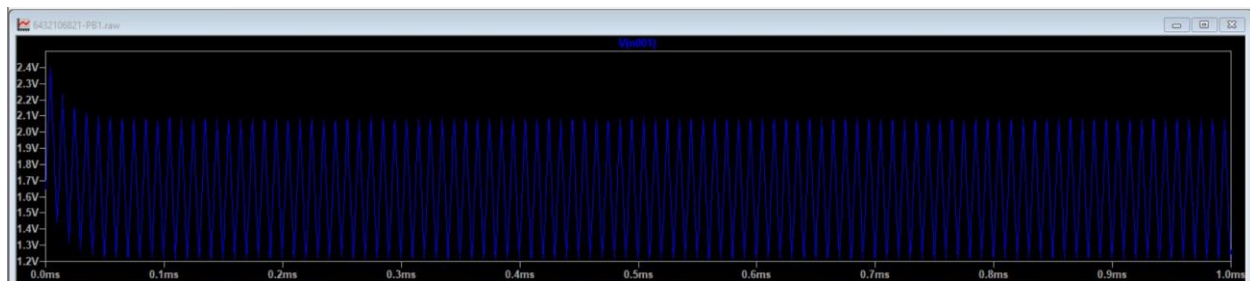 6432106821-PB1.raw
V(n001)
2.4V
2.3V
2.2V
2.1V
2.0V
1.9V
1.8V
1.7V
1.6V
1.5V
1.4V
1.3V
1.2V
0.0ms 0.1ms 0.2ms 0.3ms 0.4ms 0.5ms 0.6ms 0.7ms 0.8ms 0.9ms 1.0ms